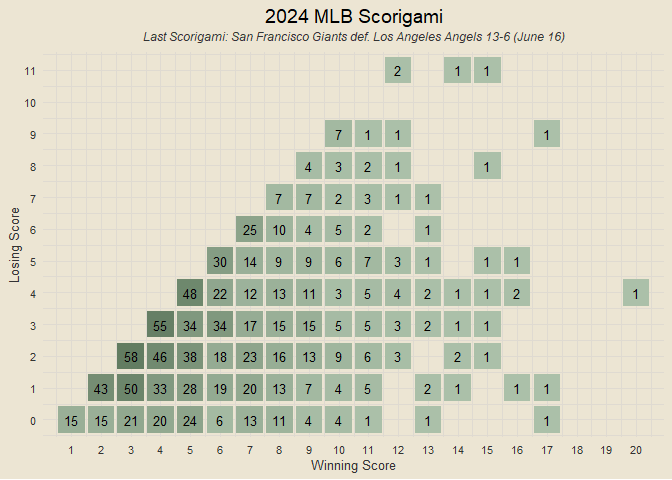 2024 MLB Scorigami
Last Scorigami: San Francisco Giants def. Los Angeles Angels 13-6 (June 16)
11 2 1 1
10
9 7 1 1 1
8 4 3 2 1 1
7 7 7 2 3 1 1
6 25 10 4 5 2 1
5 30 14 9 9 6 7 3 1 1 1
4 48 22 12 13 11 3 5 4 2 1 1 2 1
3 55 34 34 17 15 15 5 5 3 2 1 1
2 58 46 38 18 23 16 13 9 6 3 2 1
1 43 50 33 28 19 20 13 7 4 5 2 1 1 1
0 15 15 21 20 24 6 13 11 4 4 1 1 1
1 2 3 4 5 6 7 8 9 10 11 12 13 14 15 16 17 18 19 20
Winning Score
Losing Score